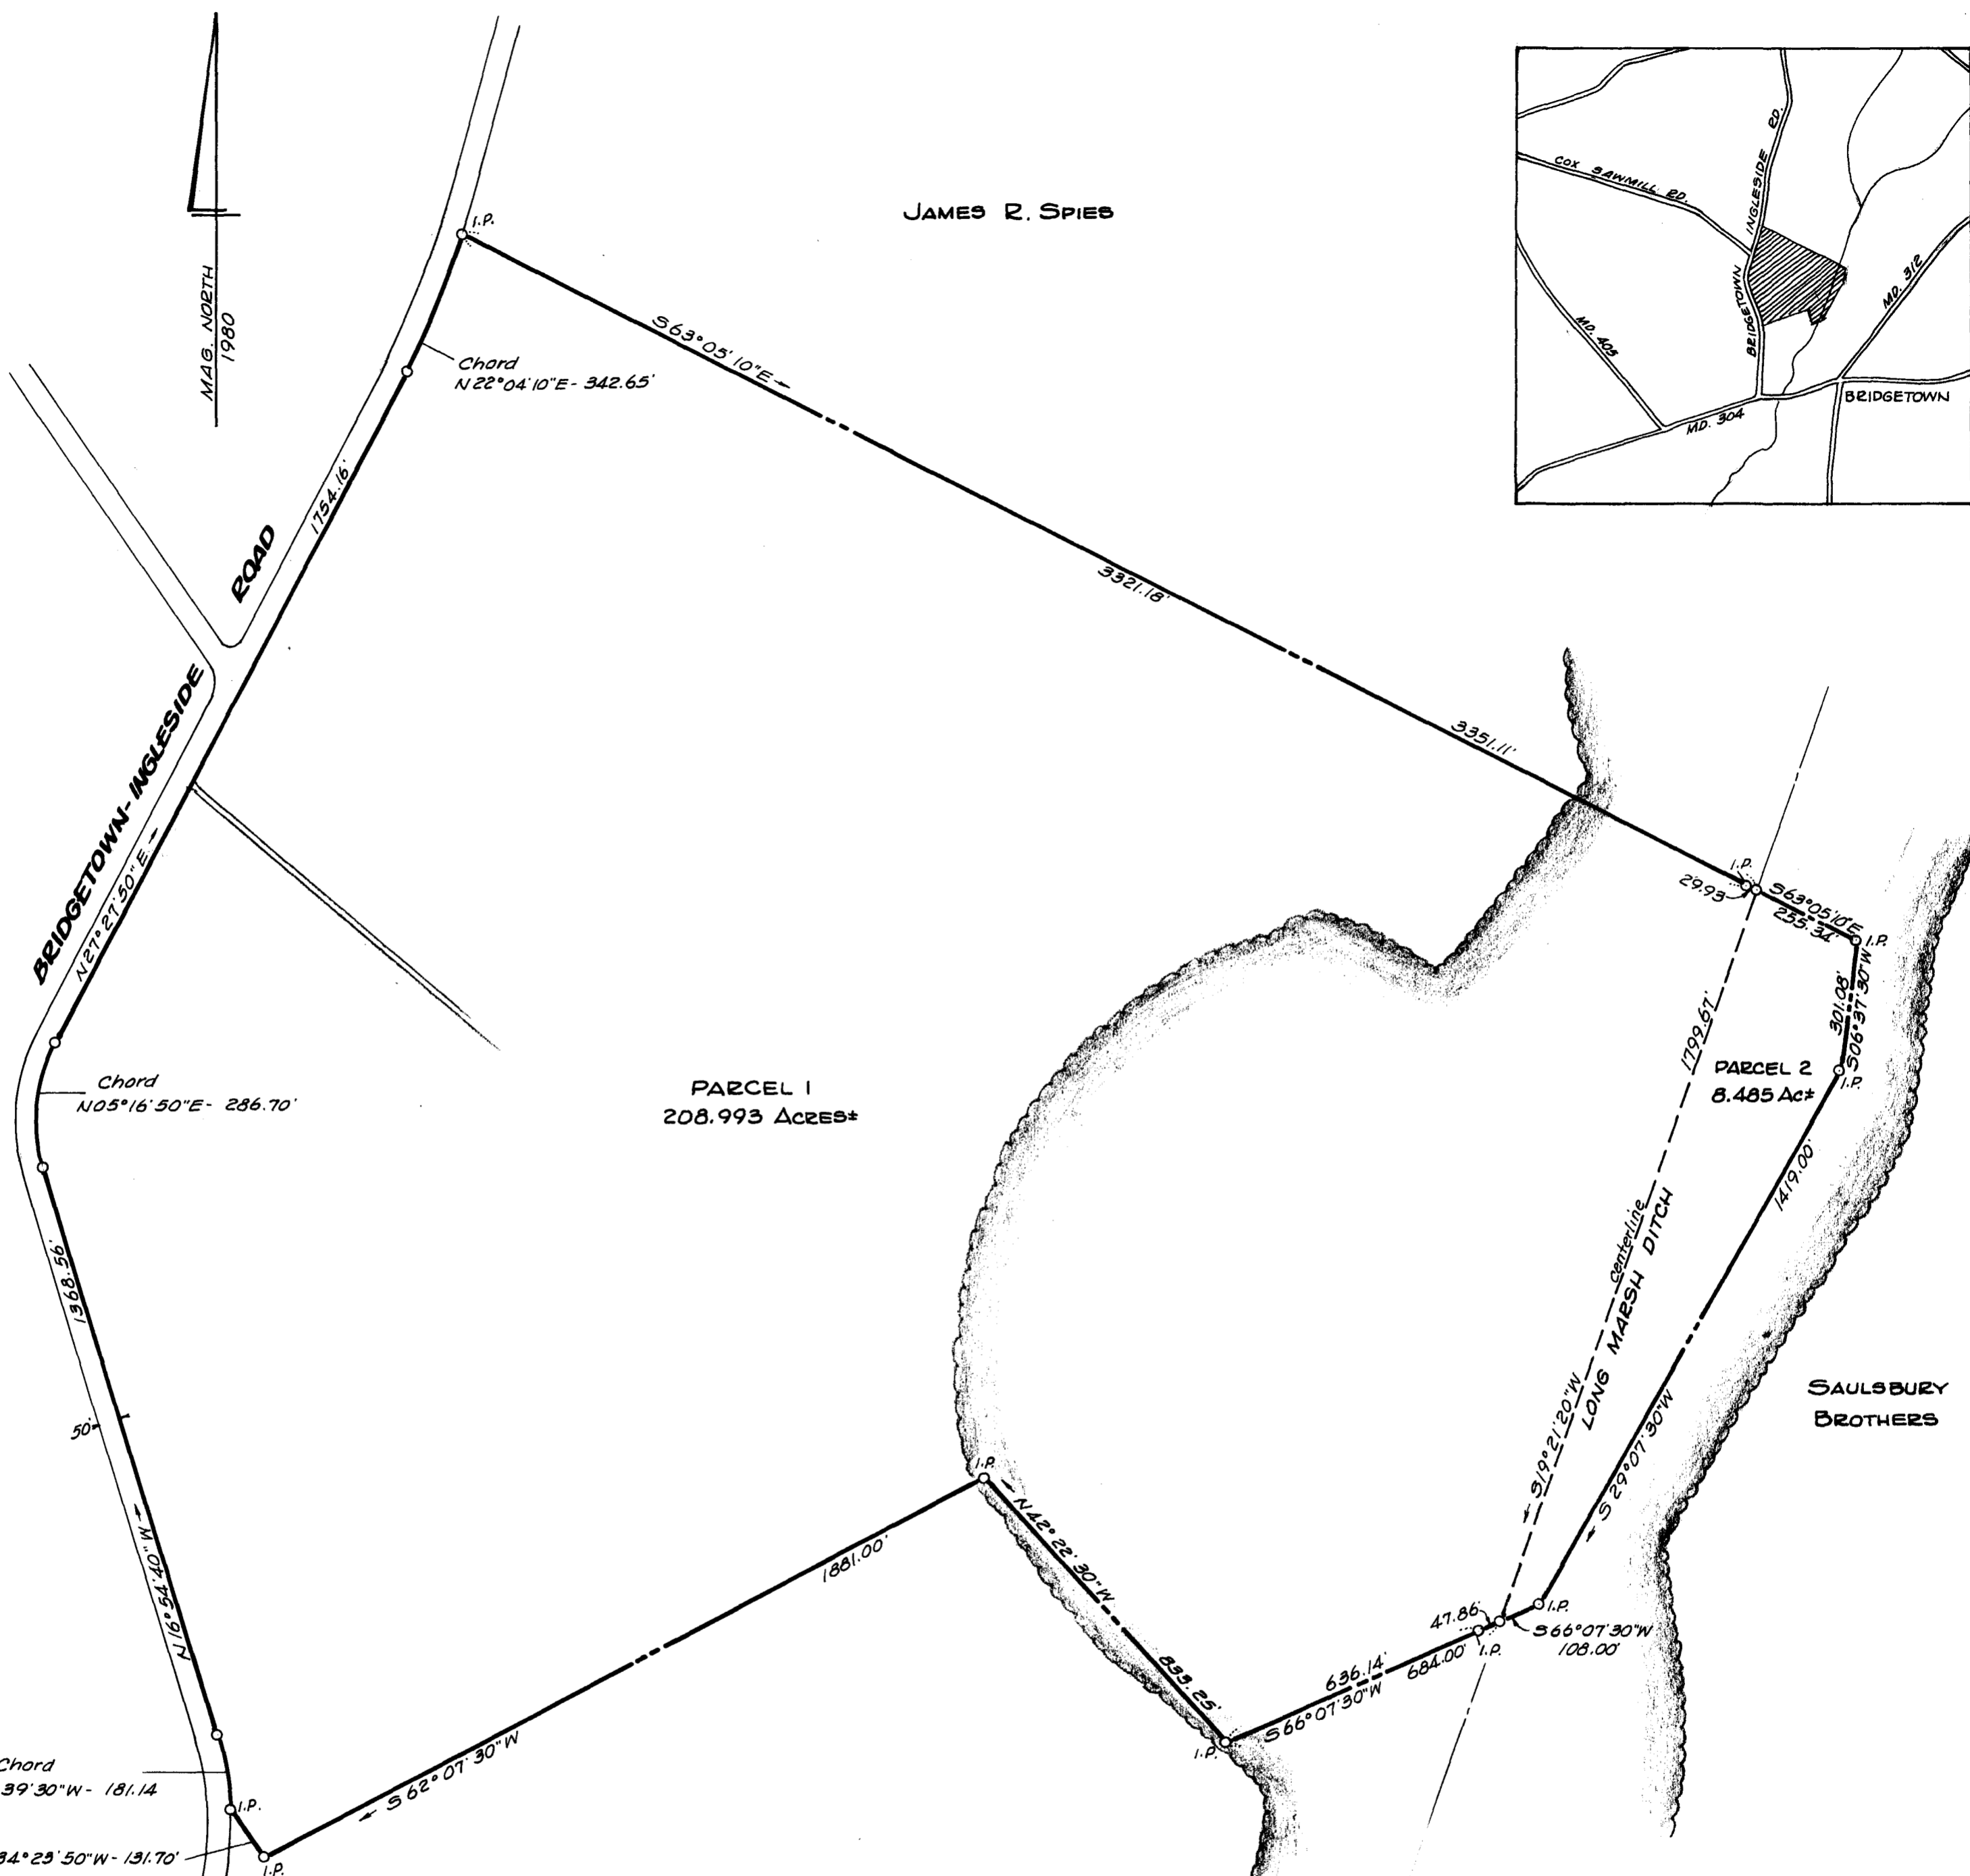 MAG. NORTH
1980
JAMES R. SPIES
I.P.
Chord
N 22°04'10"E - 342.65'
S63°05'10"E
3321.18'
3351.11'
1754.16'
ROAD
BRIDGETOWN-INGLESIDE
N27°27'50"E
Chord
N05°16'50"E - 286.70'
PARCEL 1
208.993 ACRES±
1368.56'
50'
N16°54'40"W
Chord
39'30"W - 181.14
I.P.
34°23'50"W - 131.70'
I.P.
S 62°07'30"W
1881.00'
I.P.
N42°22'30"W
833.25'
I.P.
636.14'
684.00'
S66°07'30"W
47.86'
I.P.
I.P.
S66°07'30"W
108.00'
S19°21'20"W
centerline
LONG MARSH DITCH
1799.67'
S 29°07'30"W
1419.00'
PARCEL 2
8.485 Ac±
I.P.
301.08'
S06°37'30"W
I.P.
S63°05'10"E
255.34'
I.P.
29.93
SAULSBURY
BROTHERS
COX SAWMILL RD.
INGLESIDE RD.
BRIDGETOWN
MD. 405
MD. 312
MD. 304
BRIDGETOWN